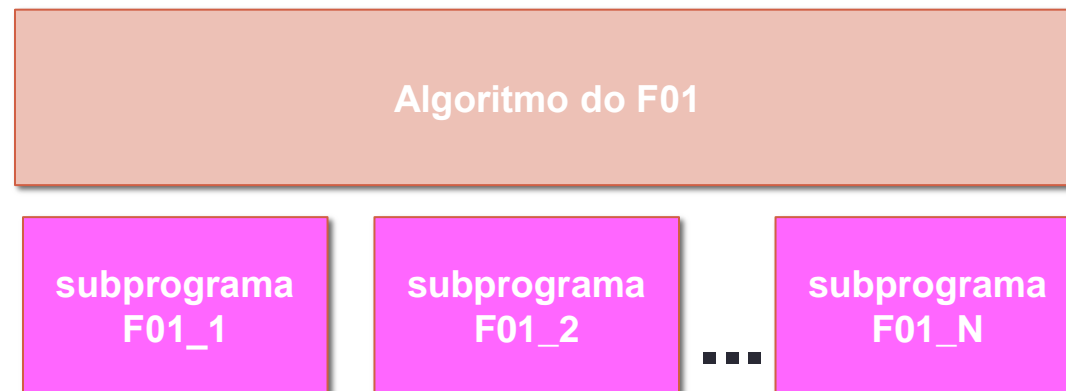 Algoritmo do F01
subprograma
F01_1
subprograma
F01_2
...
subprograma
F01_N